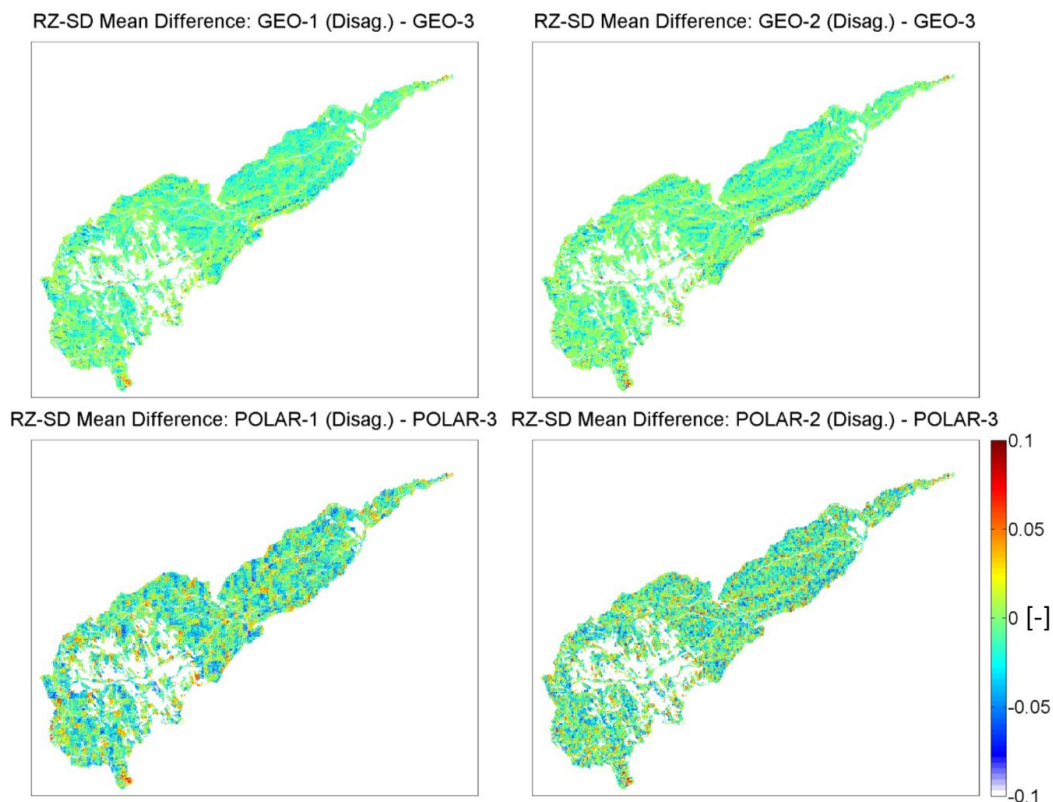 RZ-SD Mean Difference: GEO-1 (Disag.) - GEO-3
RZ-SD Mean Difference: GEO-2 (Disag.) - GEO-3
RZ-SD Mean Difference: POLAR-1 (Disag.) - POLAR-3
RZ-SD Mean Difference: POLAR-2 (Disag.) - POLAR-3
0.1
0.05
0 [-]
-0.05
-0.1